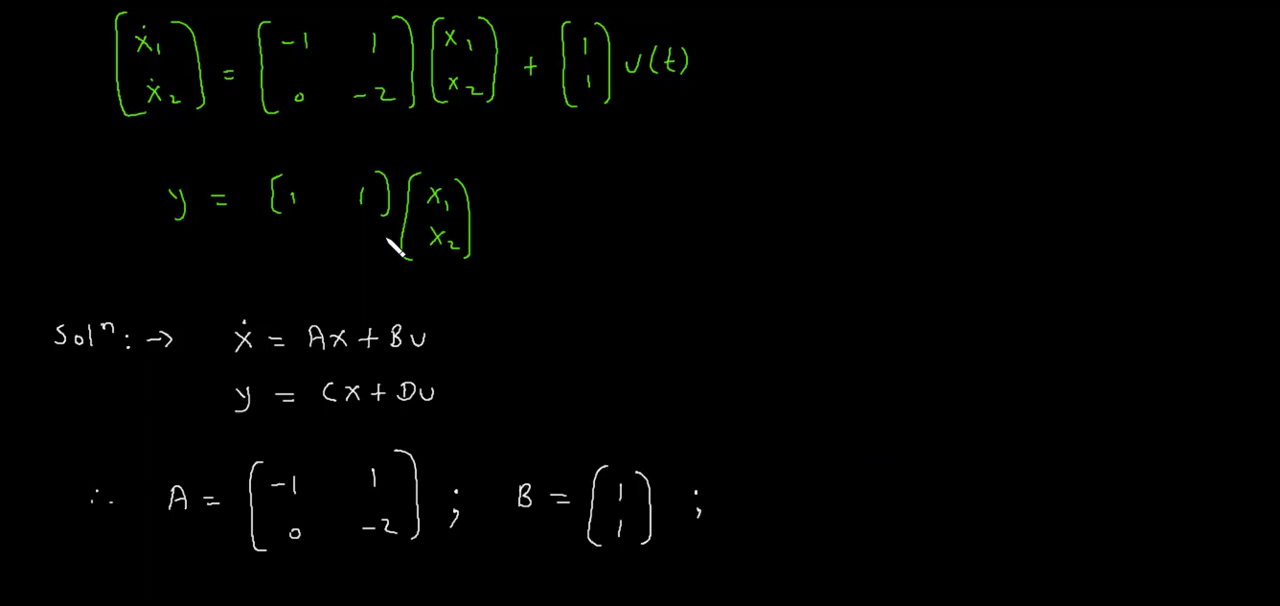 [ẋ1 ẋ2] = [-1 1 0 -2] [x1 x2] + [1 1] u(t)
y = [1 1] [x1 x2]
Solⁿ: → ẋ = Ax + Bu
y = Cx + Du
∴ A = [-1 1 0 -2] ; B = [1 1] ;